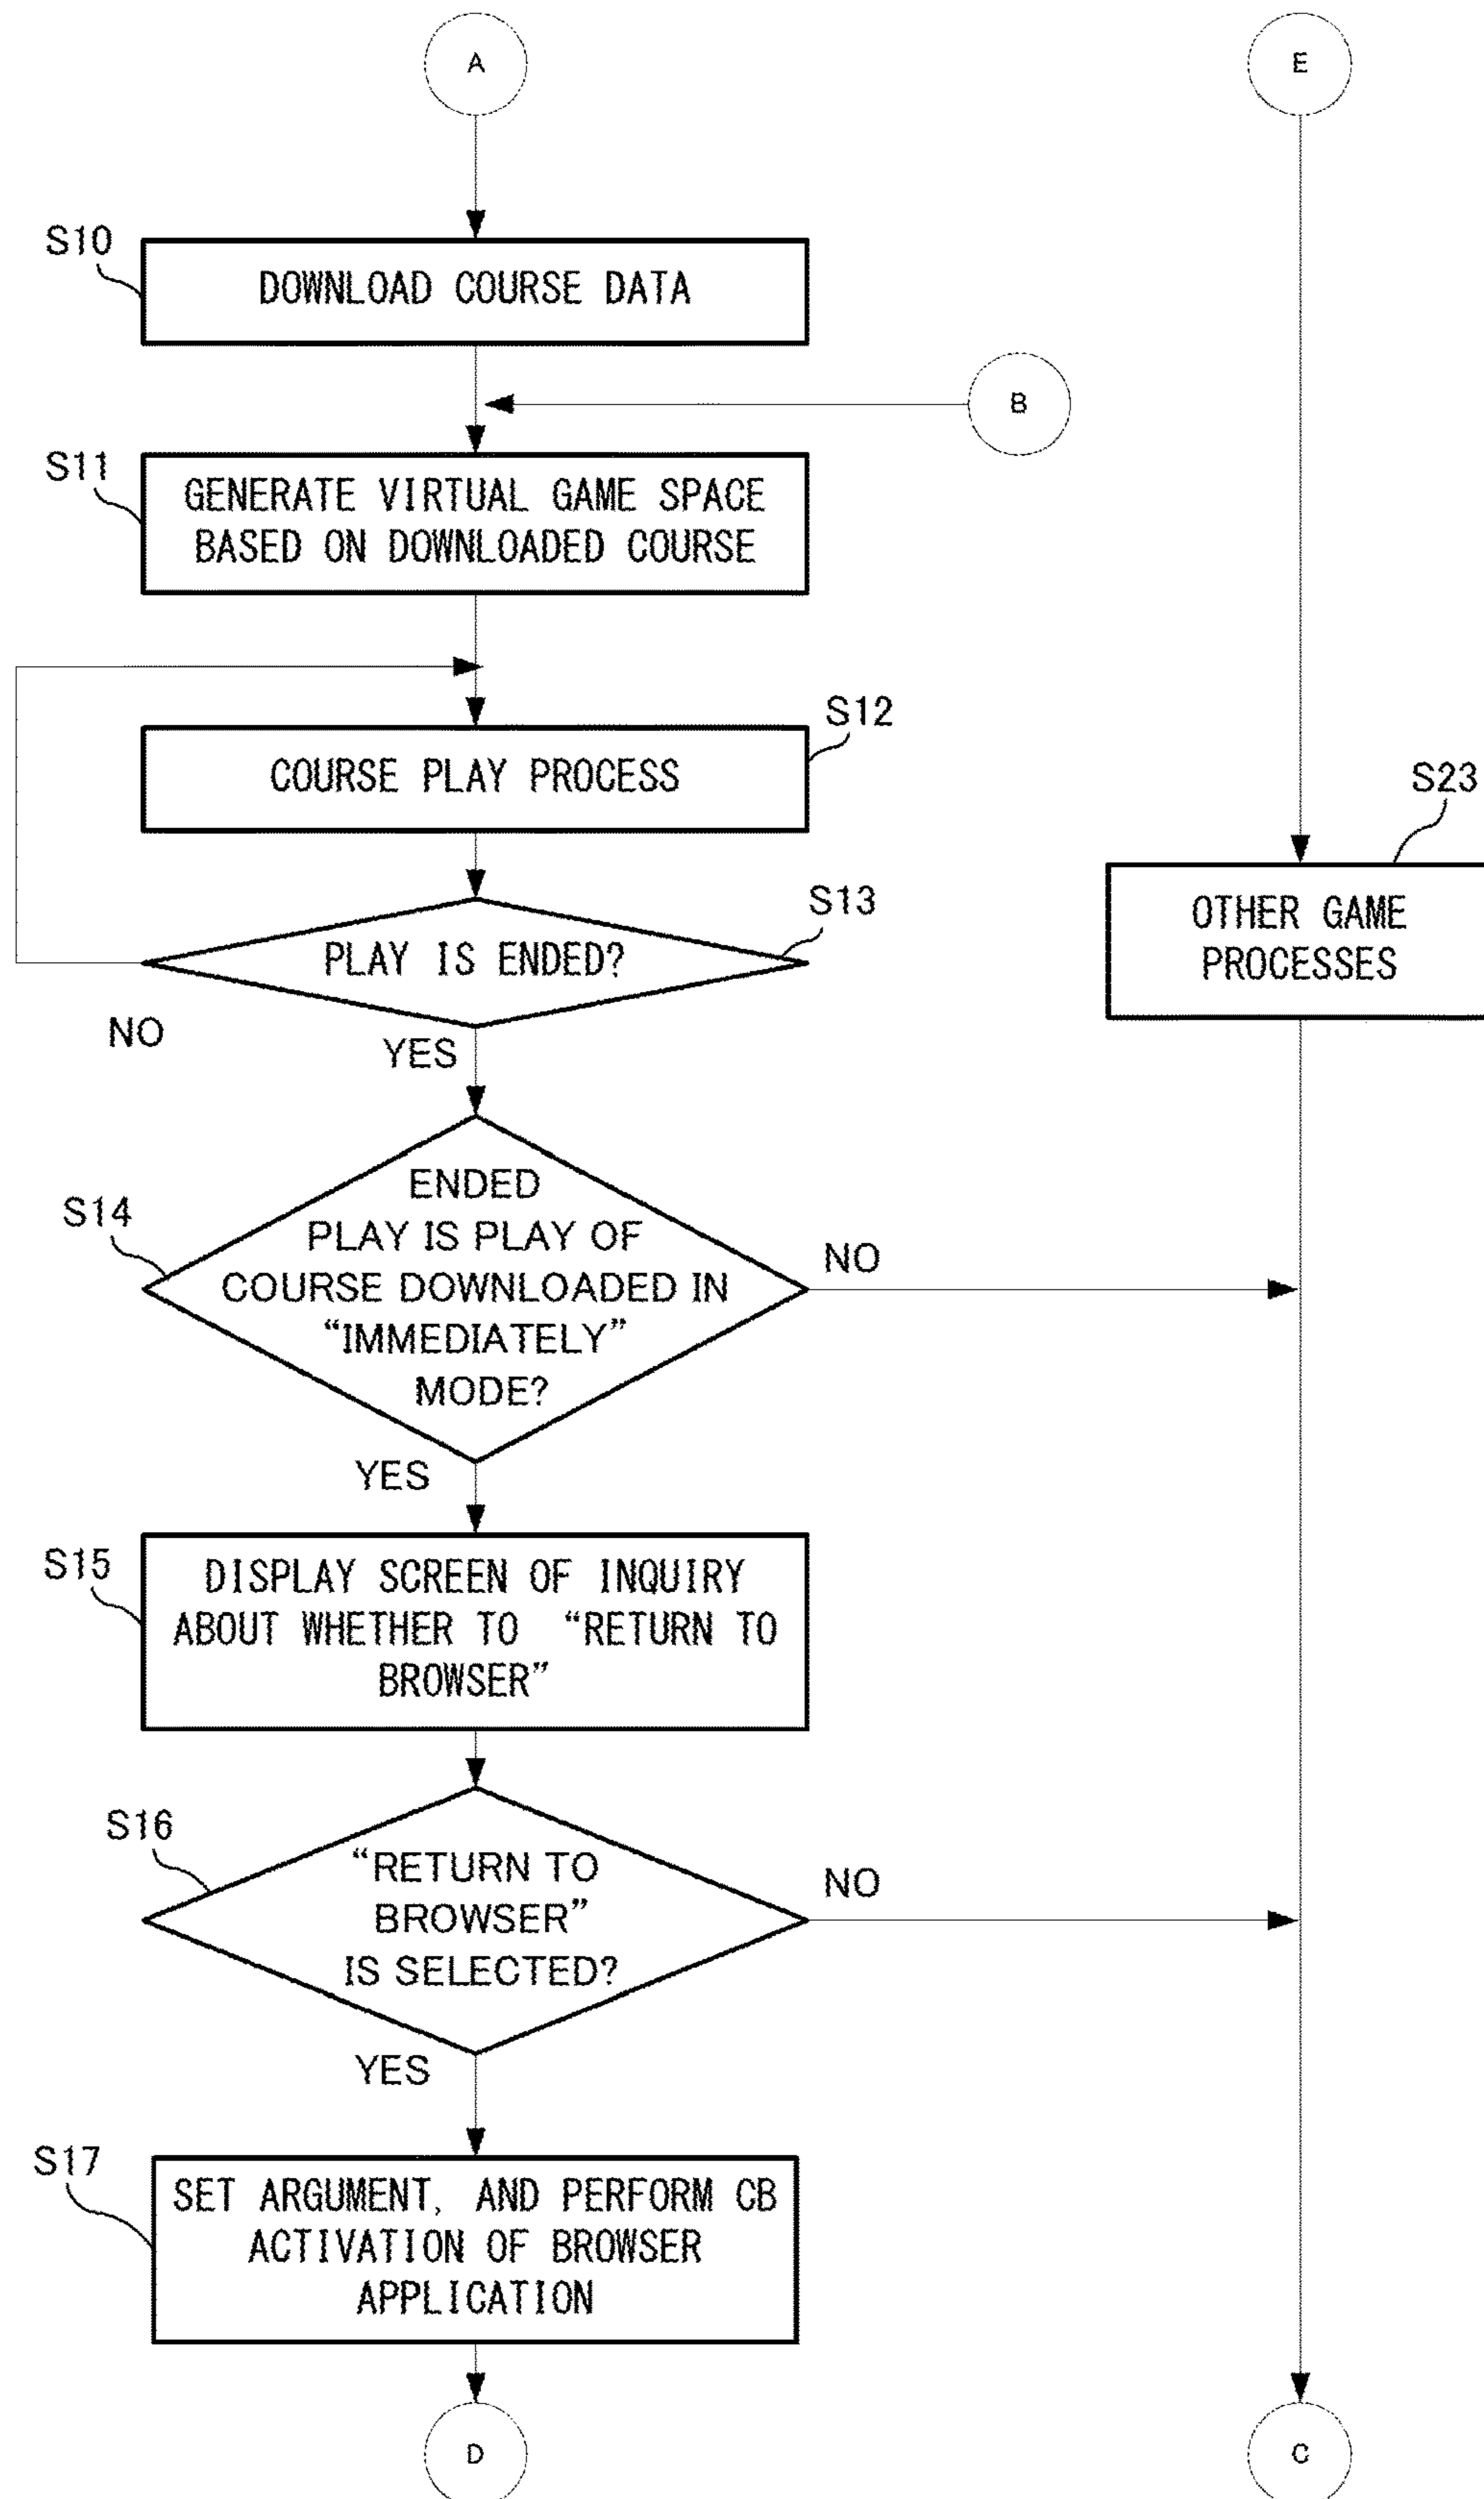 A
E
S10
DOWNLOAD COURSE DATA
B
S11
GENERATE VIRTUAL GAME SPACE
BASED ON DOWNLOADED COURSE
S12
COURSE PLAY PROCESS
S23
OTHER GAME
PROCESSES
S13
PLAY IS ENDED?
NO
YES
S14
ENDED
PLAY IS PLAY OF
COURSE DOWNLOADED IN
“IMMEDIATELY”
MODE?
NO
YES
S15
DISPLAY SCREEN OF INQUIRY
ABOUT WHETHER TO “RETURN TO
BROWSER”
S16
“RETURN TO
BROWSER”
IS SELECTED?
NO
YES
S17
SET ARGUMENT, AND PERFORM CB
ACTIVATION OF BROWSER
APPLICATION
D
C